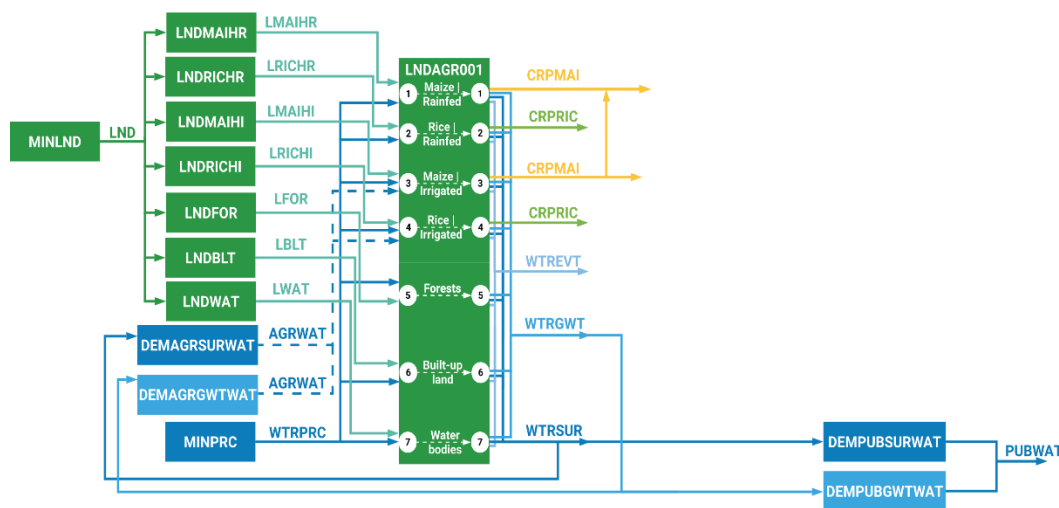 LNDMAIHR
LMAIHR
LNDRICHR
LRICHR
LNDMAIHI
LMAIHI
MINLND
LND
LNDRICHI
LRICHI
LNDFOR
LFOR
LNDBLT
LBLT
LNDWAT
LWAT
DEMAGRSURWAT
AGRWAT
DEMAGRGWTWAT
AGRWAT
MINPRC
WTRPRC
LNDAGR001
1 Maize | 1
Rainfed
2 Rice | 2
Rainfed
3 Maize | 3
Irrigated
4 Rice | 4
Irrigated
5 Forests 5
6 Built-up 6
land
7 Water 7
bodies
CRPMAI
CRPRIC
CRPMAI
CRPRIC
WTREVT
WTRGWT
WTRSUR
DEMPUBSURWAT
PUBWAT
DEMPUBGWTWAT